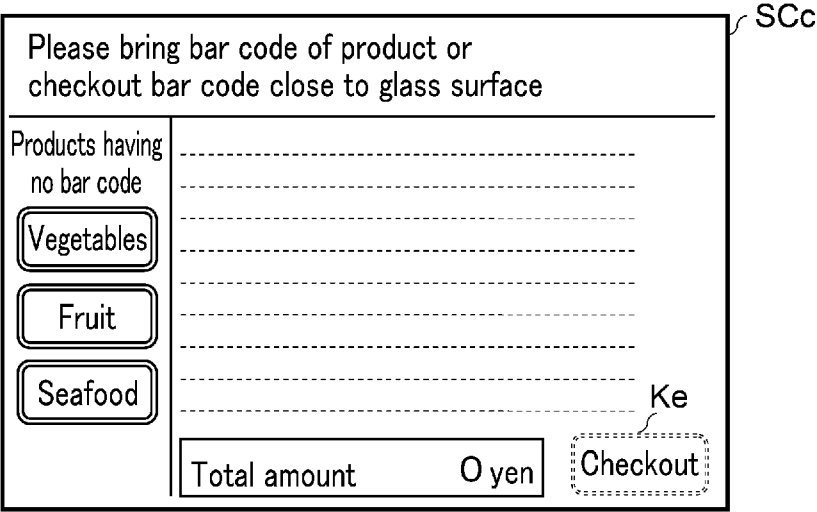 SCc
Please bring bar code of product or
checkout bar code close to glass surface
Products having
no bar code
Vegetables
Fruit
Seafood
Ke
Total amount 0 yen
Checkout